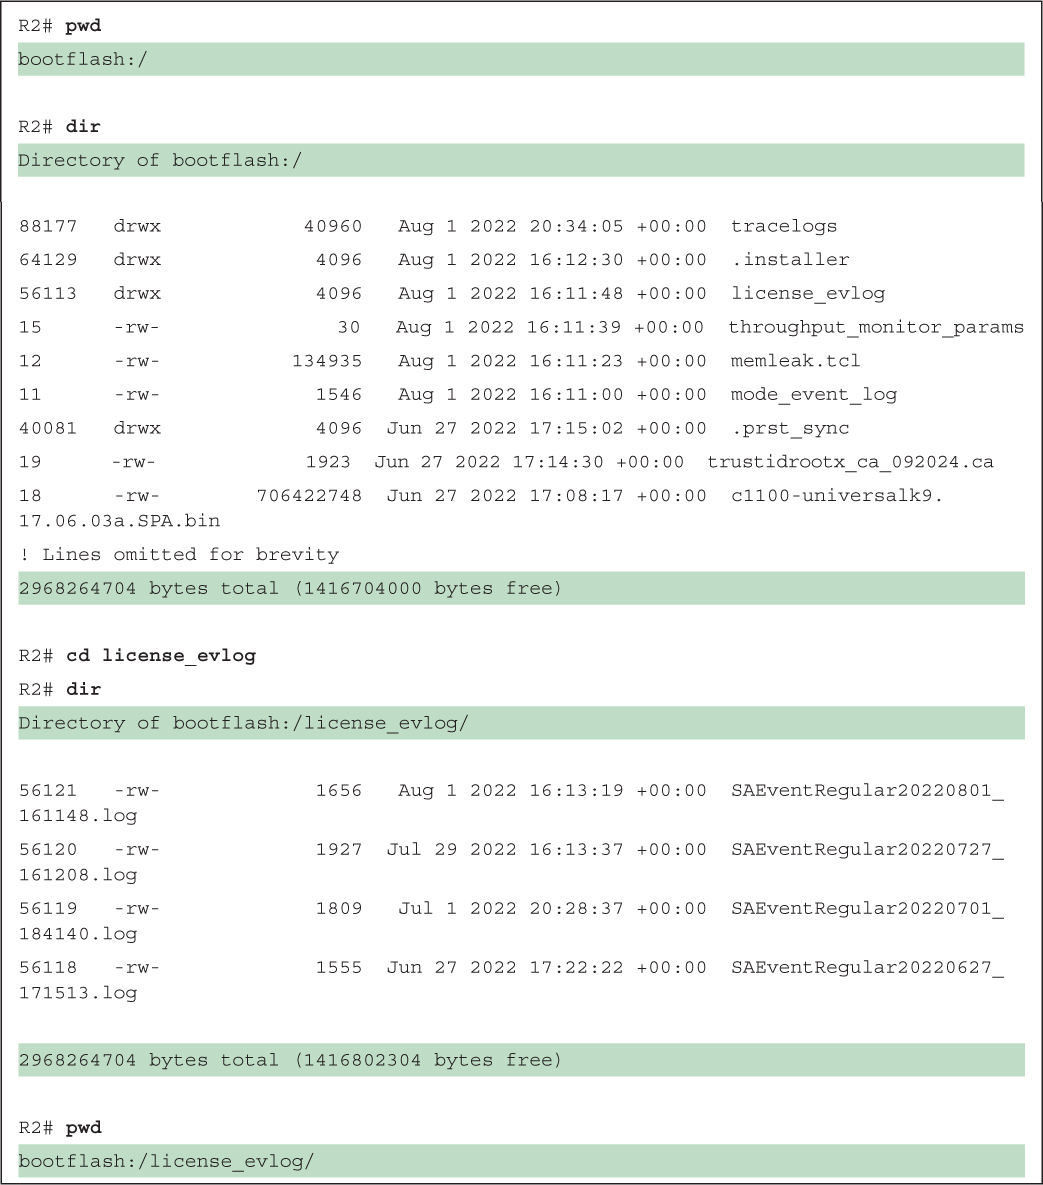 R2# pwd
bootflash:/
R2# dir
Directory of bootflash:/
88177 drwx 40960 Aug 1 2022 20:34:05 +00:00 tracelogs
64129 drwx 4096 Aug 1 2022 16:12:30 +00:00 .installer
56113 drwx 4096 Aug 1 2022 16:11:48 +00:00 license_evlog
15 -rw- 30 Aug 1 2022 16:11:39 +00:00 throughput_monitor_params
12 -rw- 134935 Aug 1 2022 16:11:23 +00:00 memleak.tcl
11 -rw- 1546 Aug 1 2022 16:11:00 +00:00 mode_event_log
40081 drwx 4096 Jun 27 2022 17:15:02 +00:00 .prst_sync
19 -rw- 1923 Jun 27 2022 17:14:30 +00:00 trustidrootx_ca_092024.ca
18 -rw- 706422748 Jun 27 2022 17:08:17 +00:00 c1100-universalk9.
17.06.03a.SPA.bin
! Lines omitted for brevity
2968264704 bytes total (1416704000 bytes free)
R2# cd license_evlog
R2# dir
Directory of bootflash:/license_evlog/
56121 -rw- 1656 Aug 1 2022 16:13:19 +00:00 SAEventRegular20220801_
161148.log
56120 -rw- 1927 Jul 29 2022 16:13:37 +00:00 SAEventRegular20220727_
161208.log
56119 -rw- 1809 Jul 1 2022 20:28:37 +00:00 SAEventRegular20220701_
184140.log
56118 -rw- 1555 Jun 27 2022 17:22:22 +00:00 SAEventRegular20220627_
171513.log
2968264704 bytes total (1416802304 bytes free)
R2# pwd
bootflash:/license_evlog/